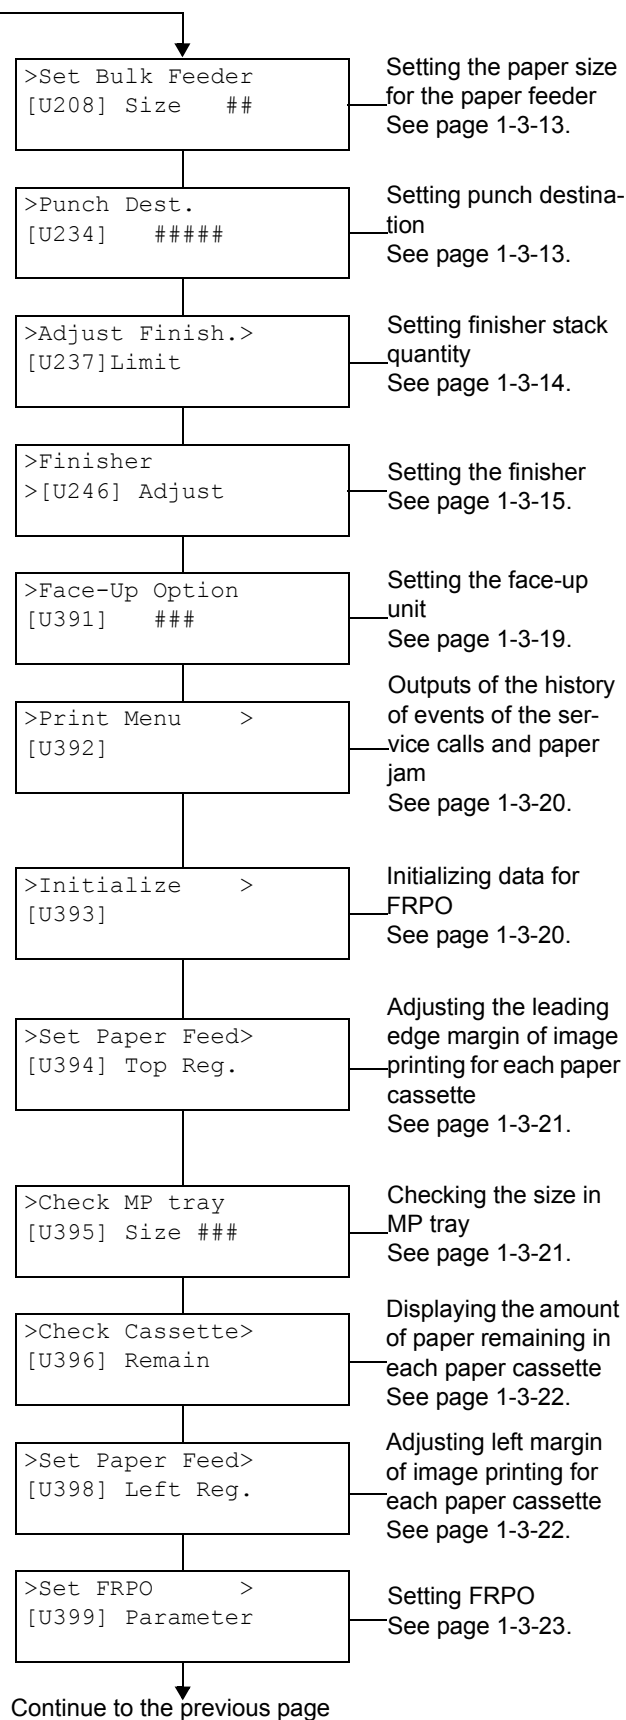 >Set Bulk Feeder
[U208] Size ##
Setting the paper size
for the paper feeder
See page 1-3-13.
>Punch Dest.
[U234] #####
Setting punch destina-
tion
See page 1-3-13.
>Adjust Finish.>
[U237]Limit
Setting finisher stack
quantity
See page 1-3-14.
>Finisher
>[U246] Adjust
Setting the finisher
See page 1-3-15.
>Face-Up Option
[U391] ###
Setting the face-up
unit
See page 1-3-19.
>Print Menu >
[U392]
Outputs of the history
of events of the ser-
vice calls and paper
jam
See page 1-3-20.
>Initialize >
[U393]
Initializing data for
FRPO
See page 1-3-20.
>Set Paper Feed>
[U394] Top Reg.
Adjusting the leading
edge margin of image
printing for each paper
cassette
See page 1-3-21.
>Check MP tray
[U395] Size ###
Checking the size in
MP tray
See page 1-3-21.
>Check Cassette>
[U396] Remain
Displaying the amount
of paper remaining in
each paper cassette
See page 1-3-22.
>Set Paper Feed>
[U398] Left Reg.
Adjusting left margin
of image printing for
each paper cassette
See page 1-3-22.
>Set FRPO >
[U399] Parameter
Setting FRPO
See page 1-3-23.
Continue to the previous page